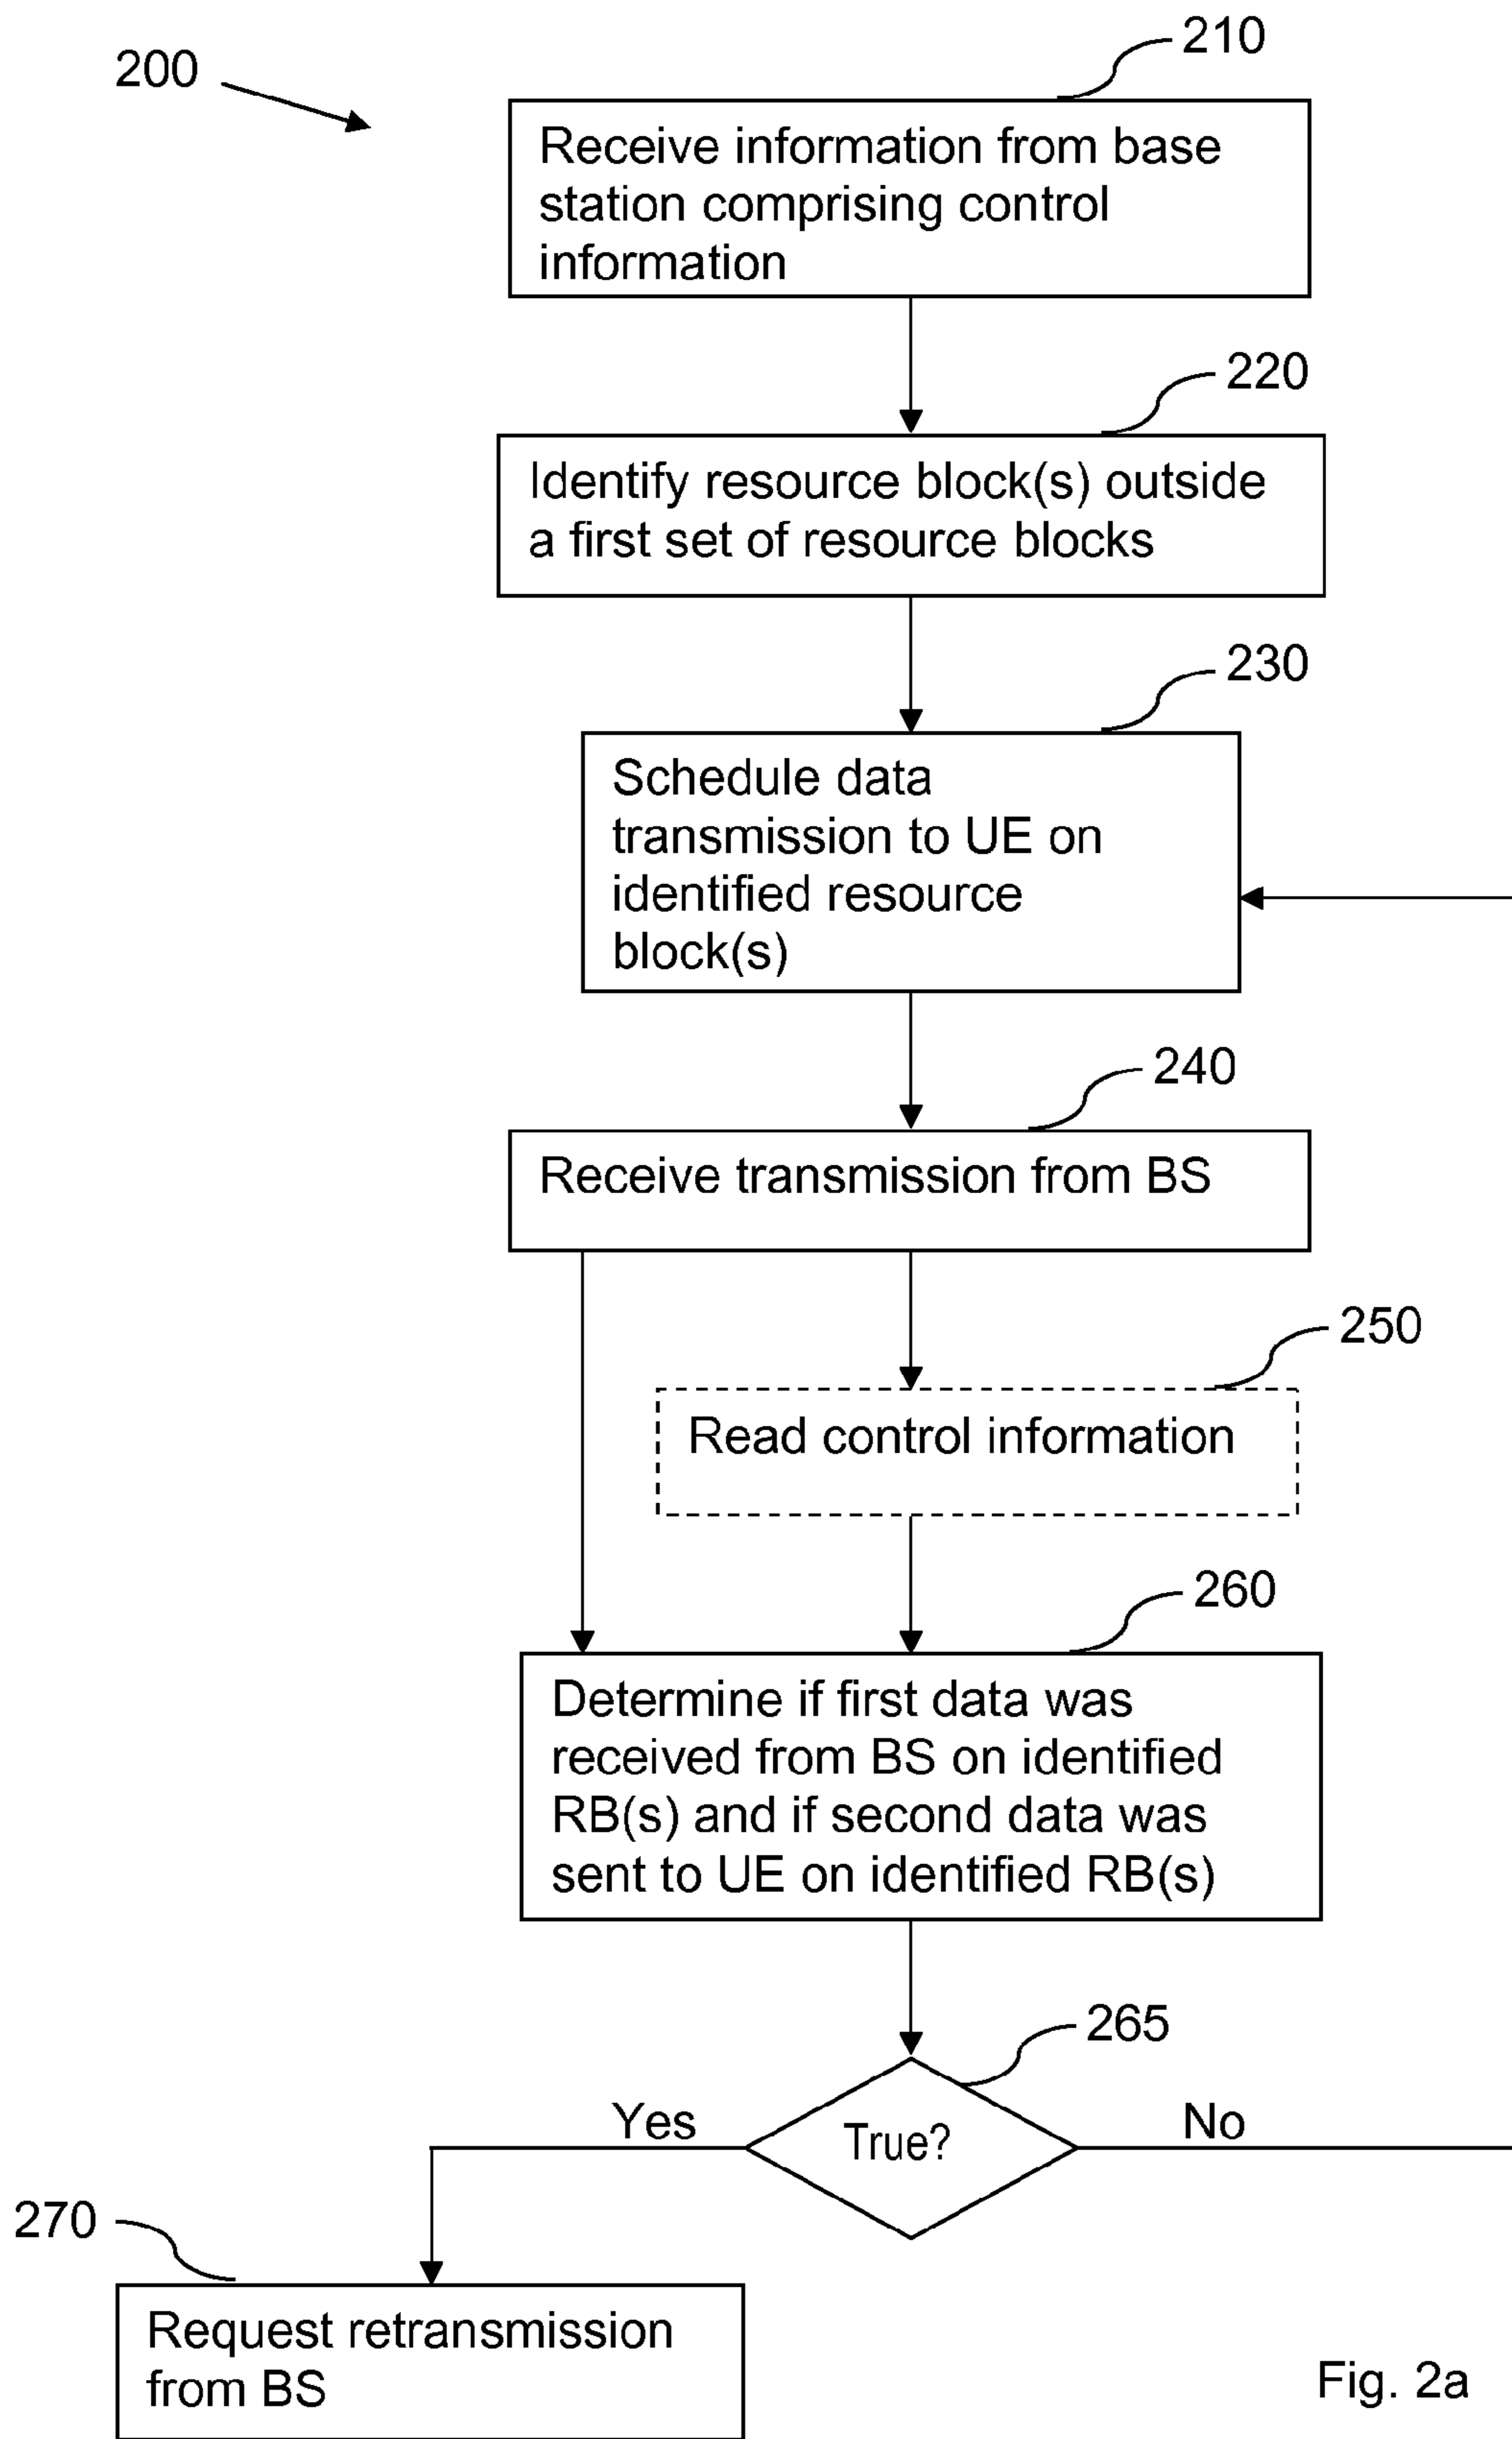 200
210
Receive information from base
station comprising control
information
220
Identify resource block(s) outside
a first set of resource blocks
230
Schedule data
transmission to UE on
identified resource
block(s)
240
Receive transmission from BS
250
Read control information
260
Determine if first data was
received from BS on identified
RB(s) and if second data was
sent to UE on identified RB(s)
265
Yes
True?
No
270
Request retransmission
from BS
Fig. 2a